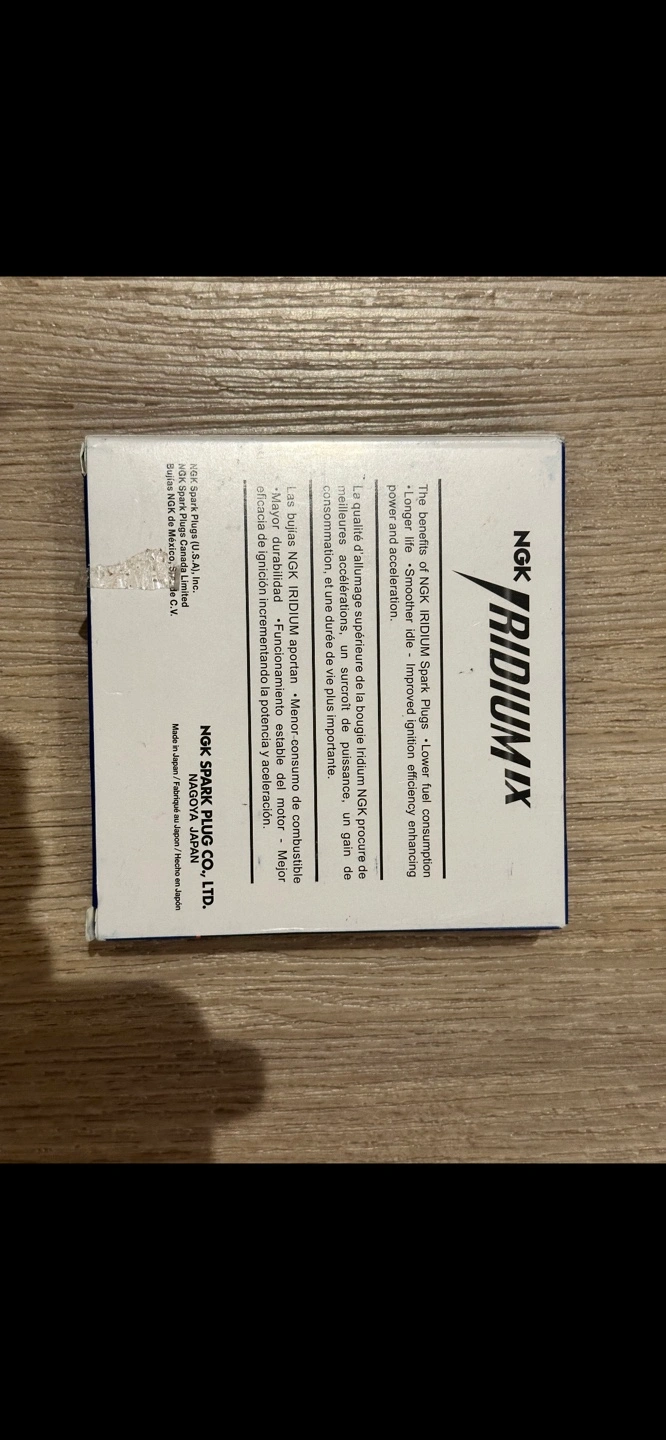 NGK IRIDIUM IX
The benefits of NGK IRIDIUM Spark Plugs •Lower fuel consumption
•Longer life •Smoother idle - Improved ignition efficiency enhancing
power and acceleration.
La qualité d'allumage supérieure de la bougie Iridium NGK procure de
meilleures accélérations, un surcroît de puissance, un gain de
consommation, et une durée de vie plus importante.
Las bujías NGK IRIDIUM aportan •Menor consumo de combustible
•Mayor durabilidad •Funcionamiento estable del motor - Mejor
eficacia de ignición incrementando la potencia y aceleración.
NGK Spark Plugs (U.S.A), Inc.
NGK Spark Plugs Canada Limited
Bujías NGK de México, de C.V.
NGK SPARK PLUG CO., LTD.
NAGOYA JAPAN
Made in Japan / Fabriqué au Japon / Hecho en Japón